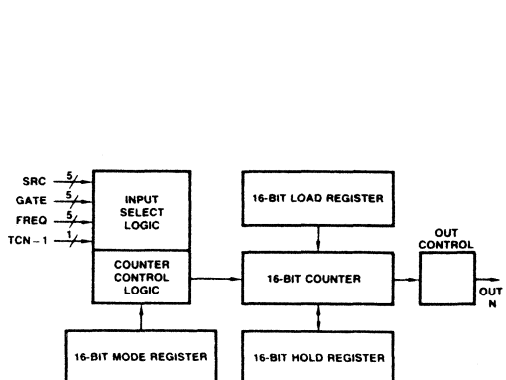 SRC 5
GATE 5
FREQ 5
TCN-1 1
INPUT
SELECT
LOGIC
COUNTER
CONTROL
LOGIC
16-BIT LOAD REGISTER
16-BIT COUNTER
OUT
CONTROL
OUT
N
16-BIT MODE REGISTER
16-BIT HOLD REGISTER